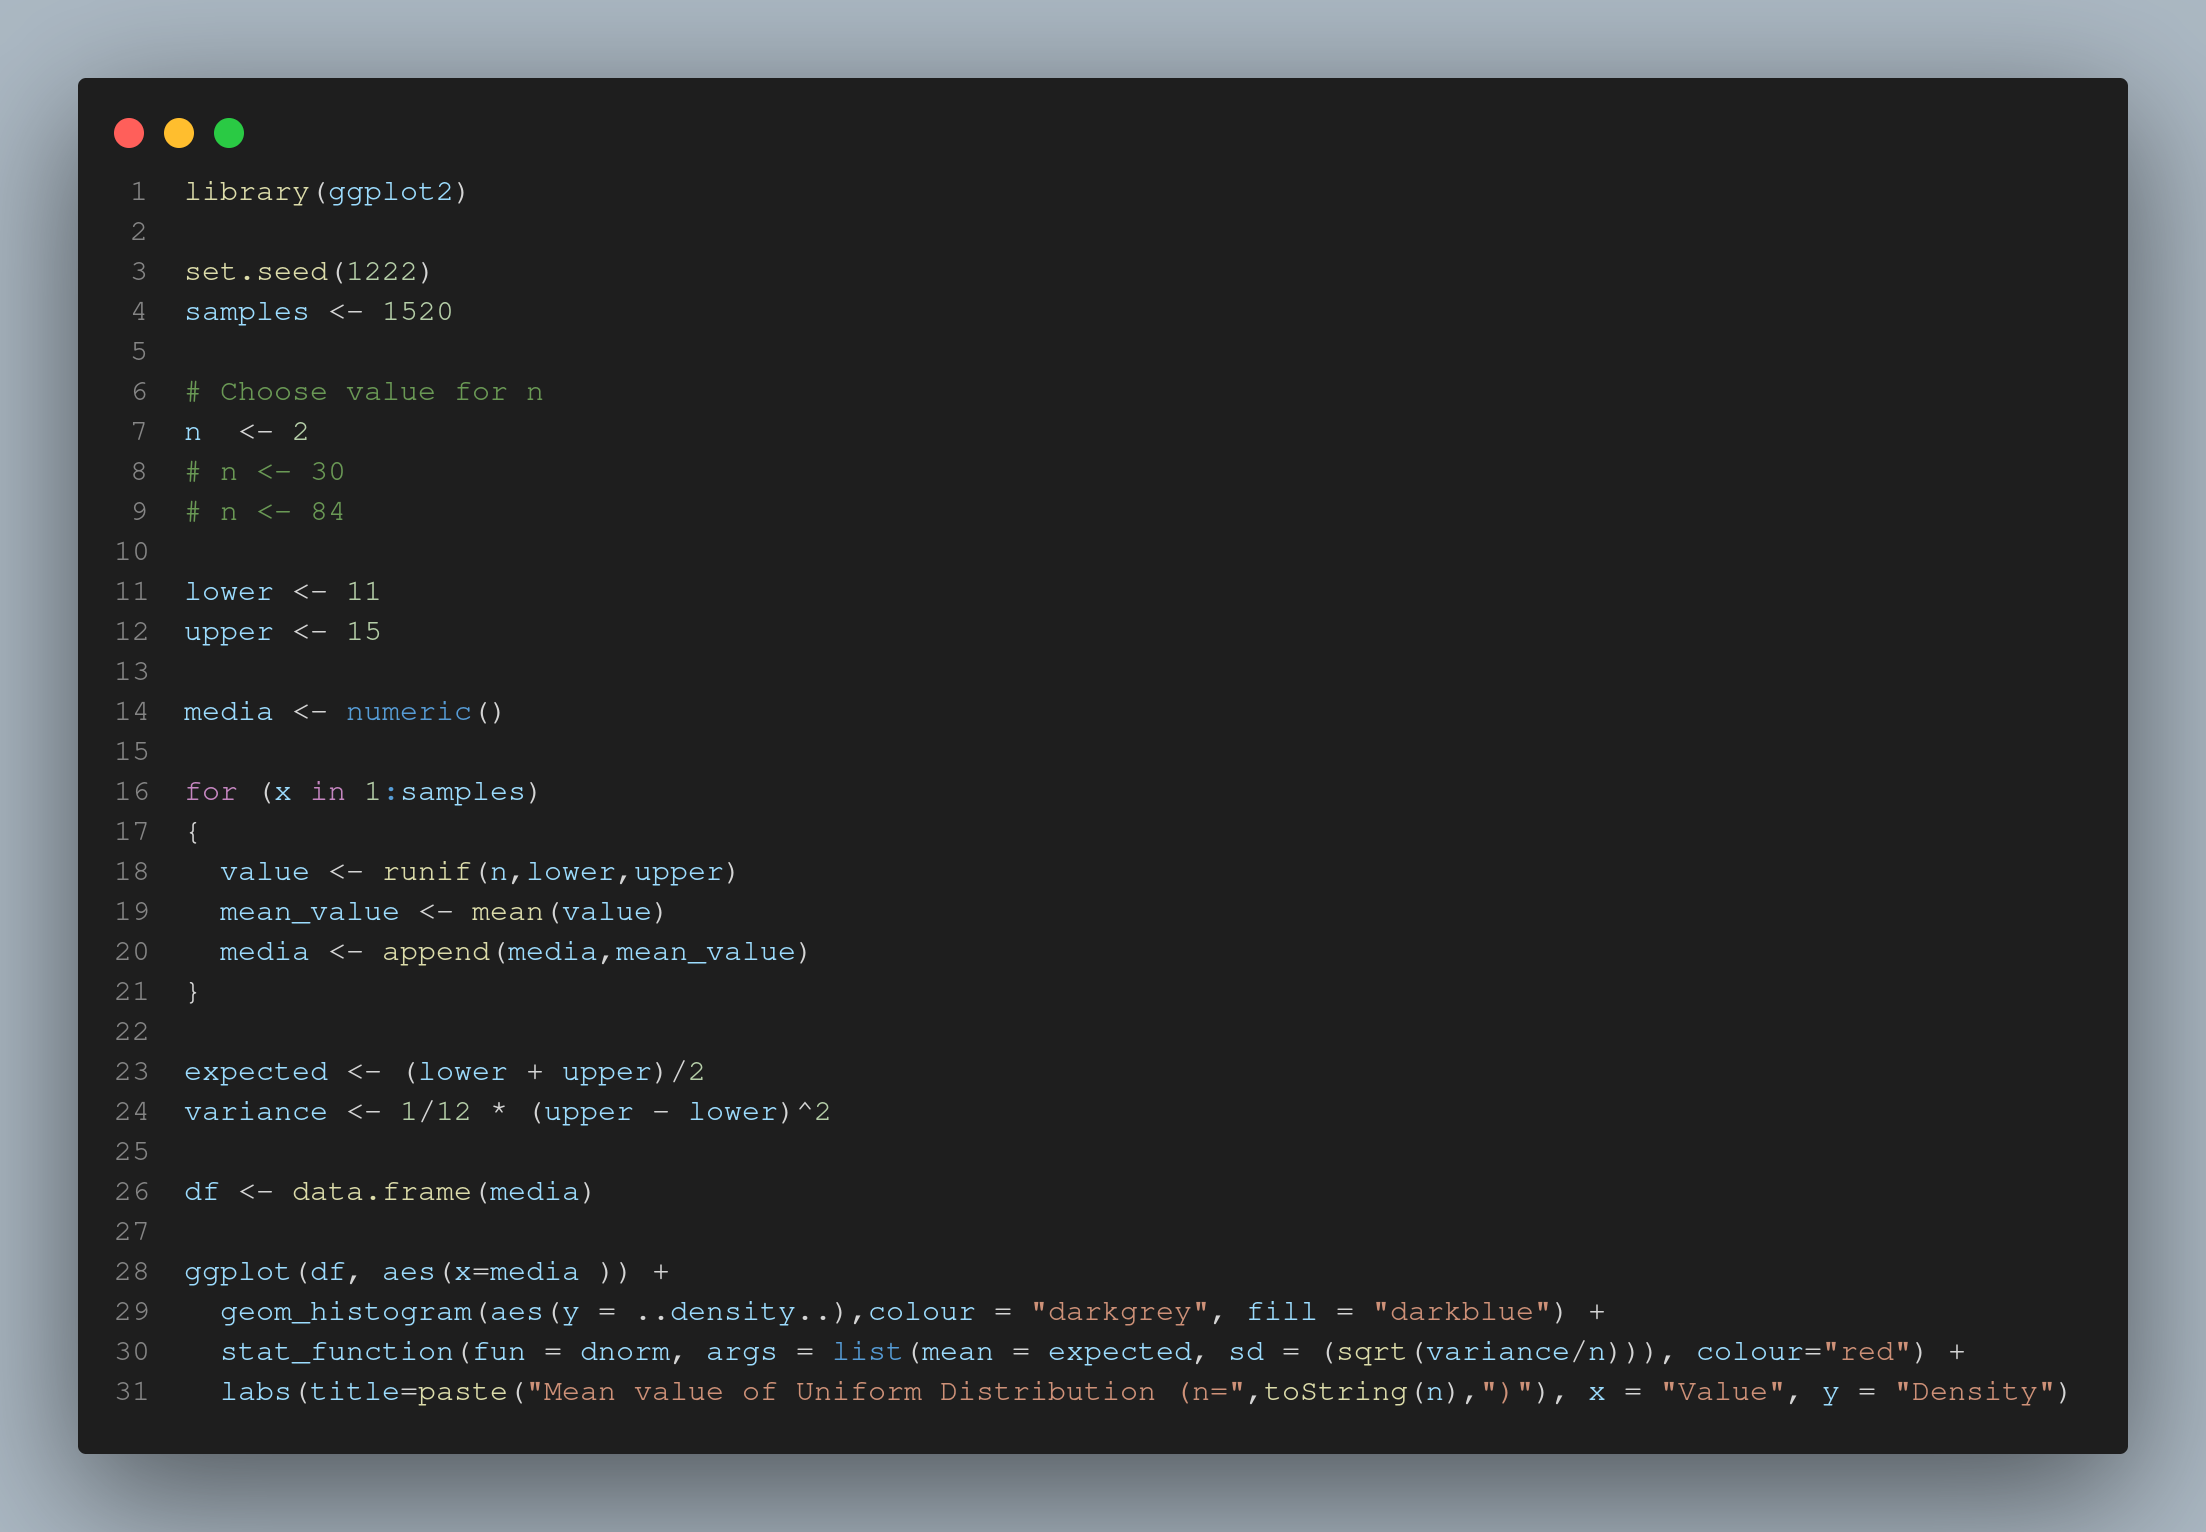 1 library(ggplot2)
2
3 set.seed(1222)
4 samples <- 1520
5
6 # Choose value for n
7 n  <- 2
8 # n <- 30
9 # n <- 84
10
11 lower <- 11
12 upper <- 15
13
14 media <- numeric()
15
16 for (x in 1:samples)
17 {
18   value <- runif(n,lower,upper)
19   mean_value <- mean(value)
20   media <- append(media,mean_value)
21 }
22
23 expected <- (lower + upper)/2
24 variance <- 1/12 * (upper - lower)^2
25
26 df <- data.frame(media)
27
28 ggplot(df, aes(x=media )) +
29   geom_histogram(aes(y = ..density..),colour = "darkgrey", fill = "darkblue") +
30   stat_function(fun = dnorm, args = list(mean = expected, sd = (sqrt(variance/n))), colour="red") +
31   labs(title=paste("Mean value of Uniform Distribution (n=",toString(n),")"), x = "Value", y = "Density")